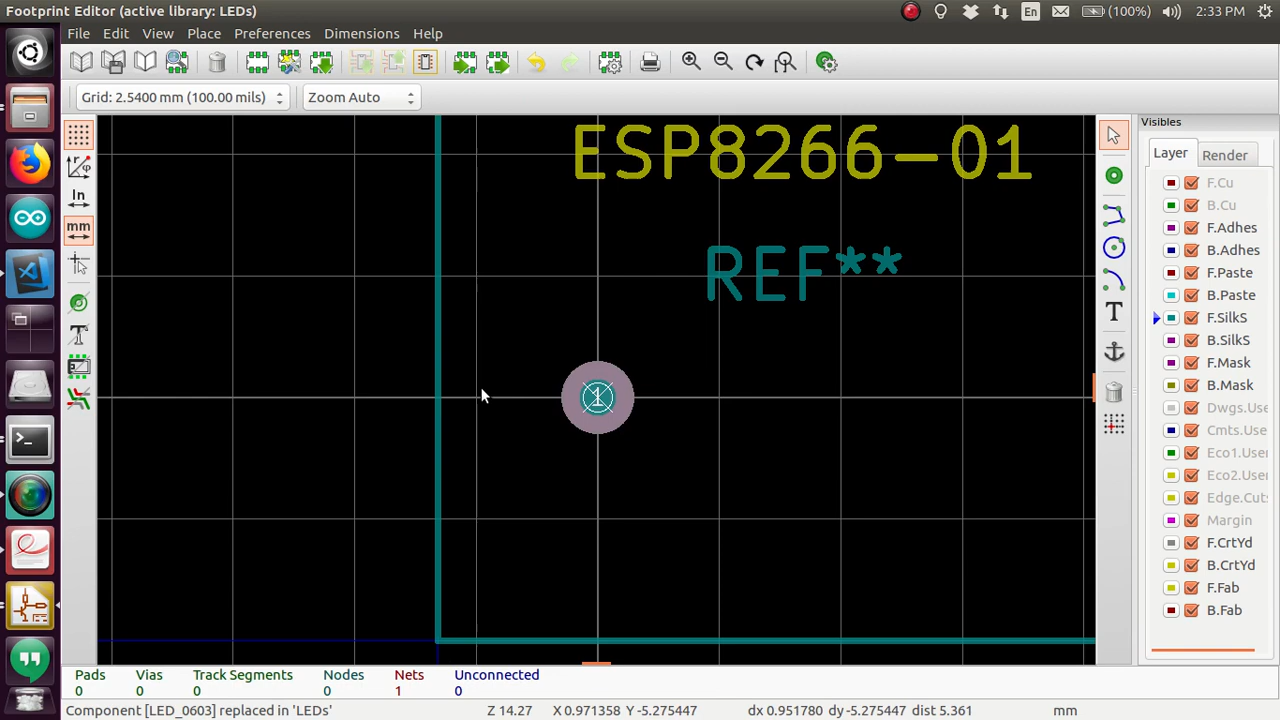 Footprint Editor (active library: LEDs)
En
(100%)
2:33 PM
File Edit View Place Preferences Dimensions Help
Grid: 2.5400 mm (100.00 mils)
Zoom Auto
In
mm
ESP8266-01
REF**
1
Visibles
Layer Render
F.Cu
B.Cu
F.Adhes
B.Adhes
F.Paste
B.Paste
F.SilkS
B.SilkS
F.Mask
B.Mask
Dwgs.Use
Cmts.Use
Eco1.User
Eco2.User
Edge.Cuts
Margin
F.CrtYd
B.CrtYd
F.Fab
B.Fab
Pads Vias Track Segments Nodes Nets Unconnected
0 0 0 0 1 0
Component [LED_0603] replaced in 'LEDs'
Z 14.27
X 0.971358 Y -5.275447
dx 0.951780 dy -5.275447 dist 5.361
mm